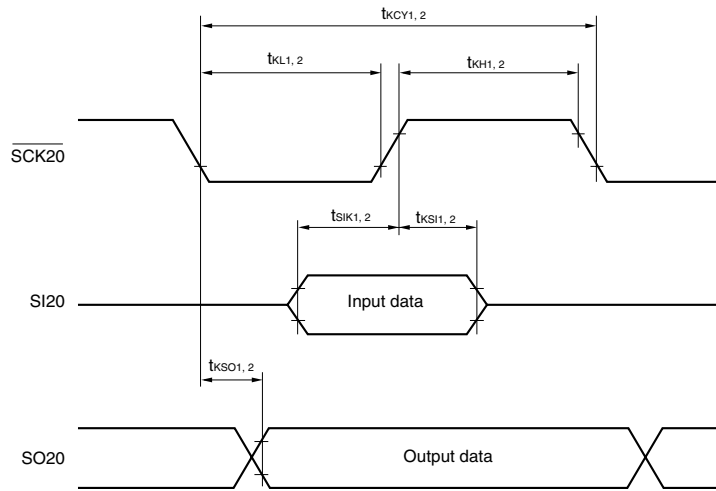 tKCY1, 2
tKL1, 2
tKH1, 2
SCK20
tSIK1, 2
tKSI1, 2
SI20
Input data
tKSO1, 2
SO20
Output data